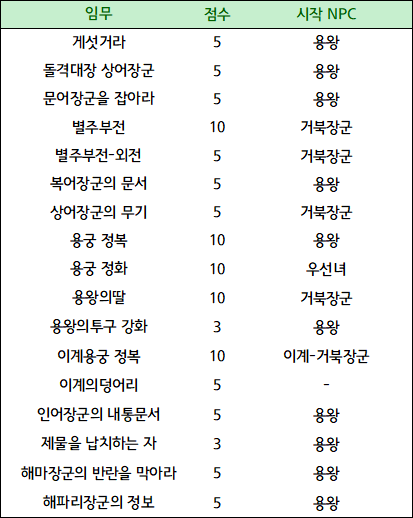 임무 점수 시작 NPC
게섯거라 5 용왕
돌격대장 상어장군 5 용왕
문어장군을 잡아라 5 용왕
별주부전 10 거북장군
별주부전-외전 5 거북장군
복어장군의 문서 5 용왕
상어장군의 무기 5 거북장군
용궁 정복 10 용왕
용궁 정화 10 우선녀
용왕의딸 10 거북장군
용왕의투구 강화 3 용왕
이계용궁 정복 10 이계-거북장군
이계의덩어리 5 -
인어장군의 내통문서 5 용왕
제물을 납치하는 자 3 용왕
해마장군의 반란을 막아라 5 용왕
해파리장군의 정보 5 용왕